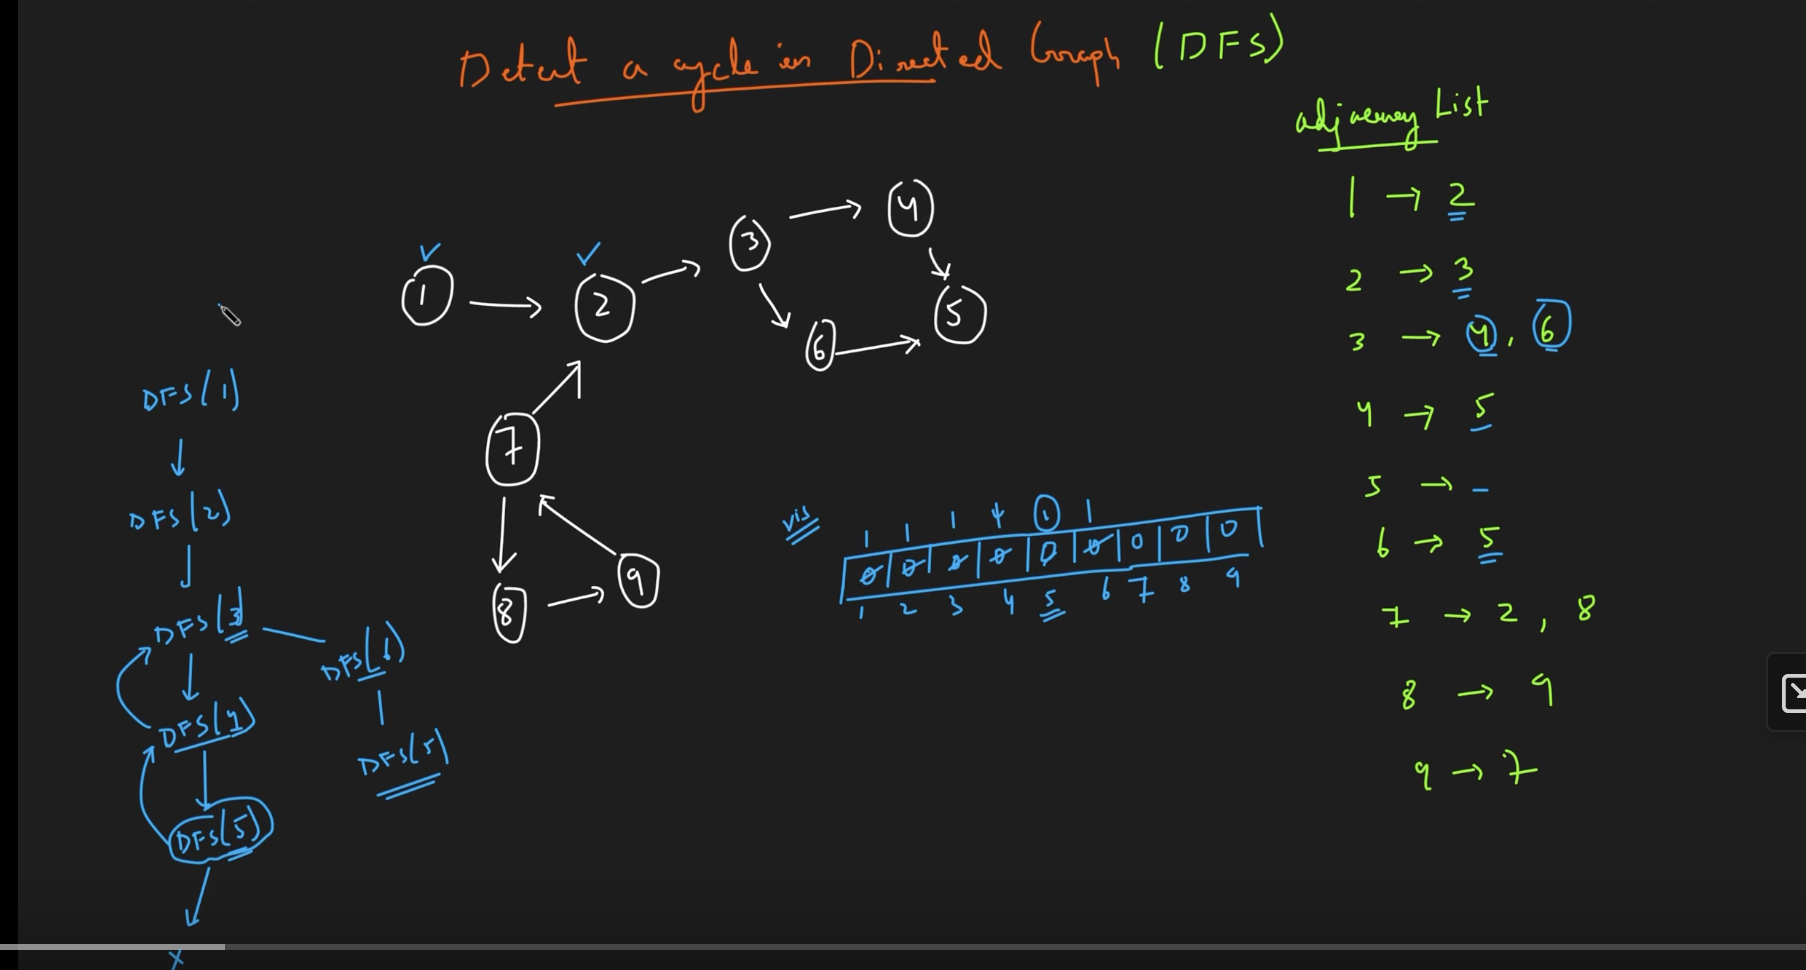 Detect a cycle in Directed Graph (DFS)
adjacency List
1 → 2
2 → 3
3 → 4, 6
4 → 5
5 → -
6 → 5
7 → 2, 8
8 → 9
9 → 7
1
2
3
4
5
6
7
8
9
vis
1 1 1 1 1 1
0 0 0 0 0 0 0 0 0
1 2 3 4 5 6 7 8 9
DFS(1)
DFS(2)
DFS(3)
DFS(6)
DFS(4)
DFS(5)
DFS(5)
x